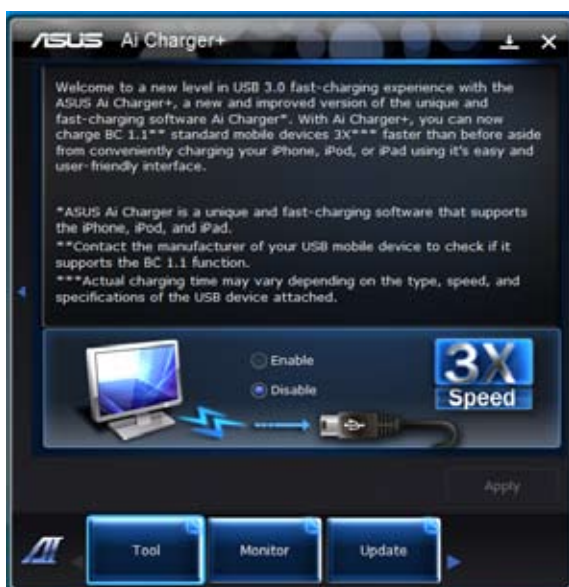 ASUS Ai Charger+
Welcome to a new level in USB 3.0 fast-charging experience with the
ASUS Ai Charger+, a new and improved version of the unique and
fast-charging software Ai Charger*. With Ai Charger+, you can now
charge BC 1.1** standard mobile devices 3X*** faster than before aside
from conveniently charging your iPhone, iPod, or iPad using it's easy and
user-friendly interface.
*ASUS Ai Charger is a unique and fast-charging software that supports
the iPhone, iPod, and iPad.
**Contact the manufacturer of your USB mobile device to check if it
supports the BC 1.1 function.
***Actual charging time may vary depending on the type, speed, and
specifications of the USB device attached.
Enable
Disable
3X
Speed
Apply
AI
Tool
Monitor
Update